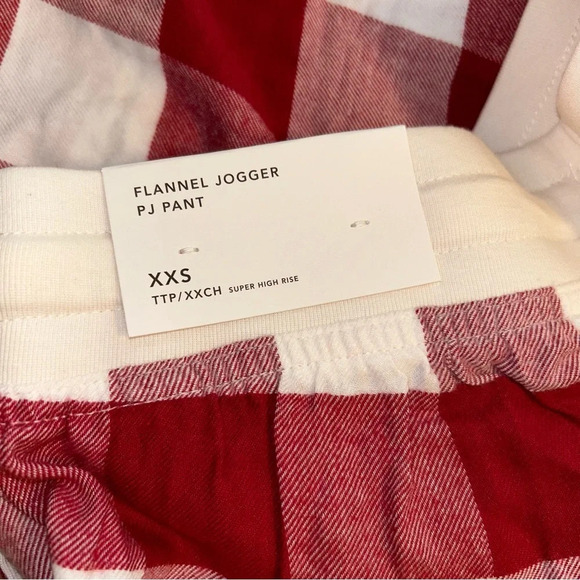 FLANNEL JOGGER
PJ PANT
XXS
TTP/XXCH SUPER HIGH RISE